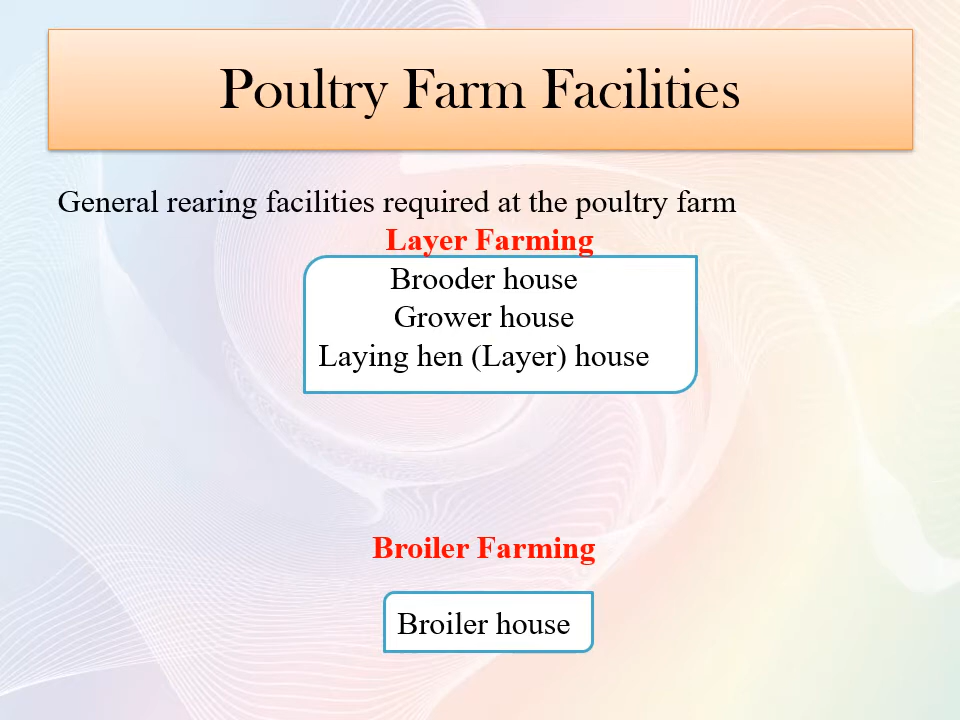 Poultry Farm Facilities
General rearing facilities required at the poultry farm
Layer Farming
Brooder house
Grower house
Laying hen (Layer) house
Broiler Farming
Broiler house